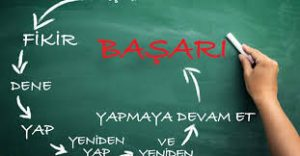 FİKİR
DENE
YAP
YENİDEN
YAP
VE
YENİDEN
YAPMAYA DEVAM ET
BAŞARI